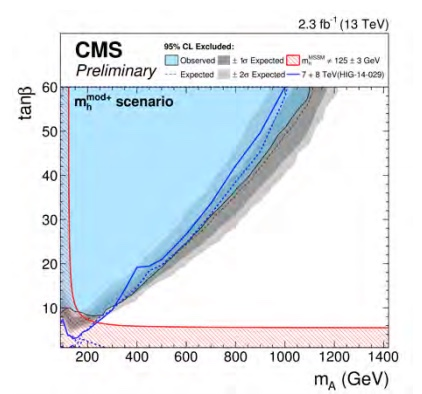 2.3 fb⁻¹ (13 TeV)
CMS
Preliminary
95% CL Excluded:
Observed ± 1σ Expected m_h^MSSM ≠ 125 ± 3 GeV
Expected ± 2σ Expected 7 + 8 TeV(HIG-14-029)
m_h^mod+ scenario
tanβ
60
50
40
30
20
10
200 400 600 800 1000 1200 1400
m_A (GeV)